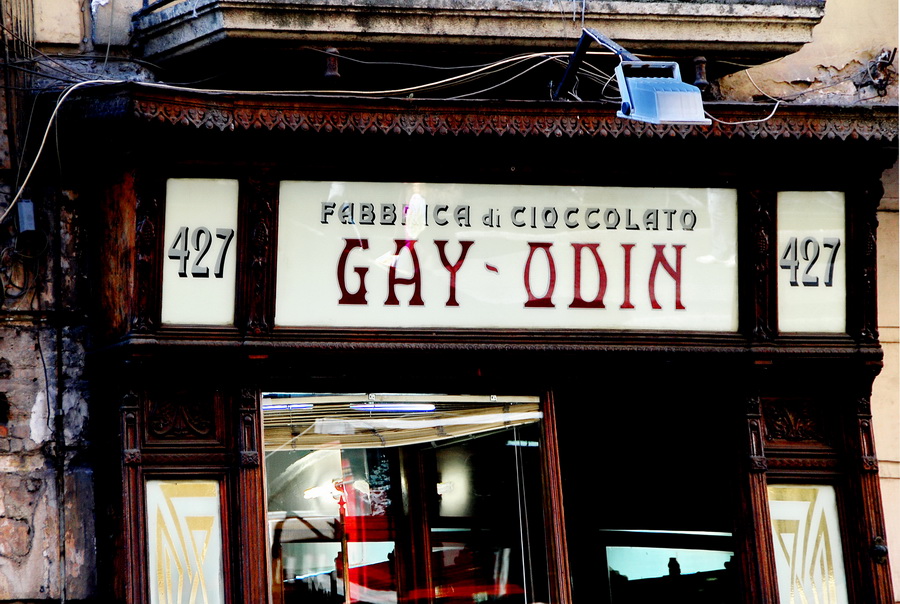 427
FABBRICA di CIOCCOLATO
GAY-ODIN
427